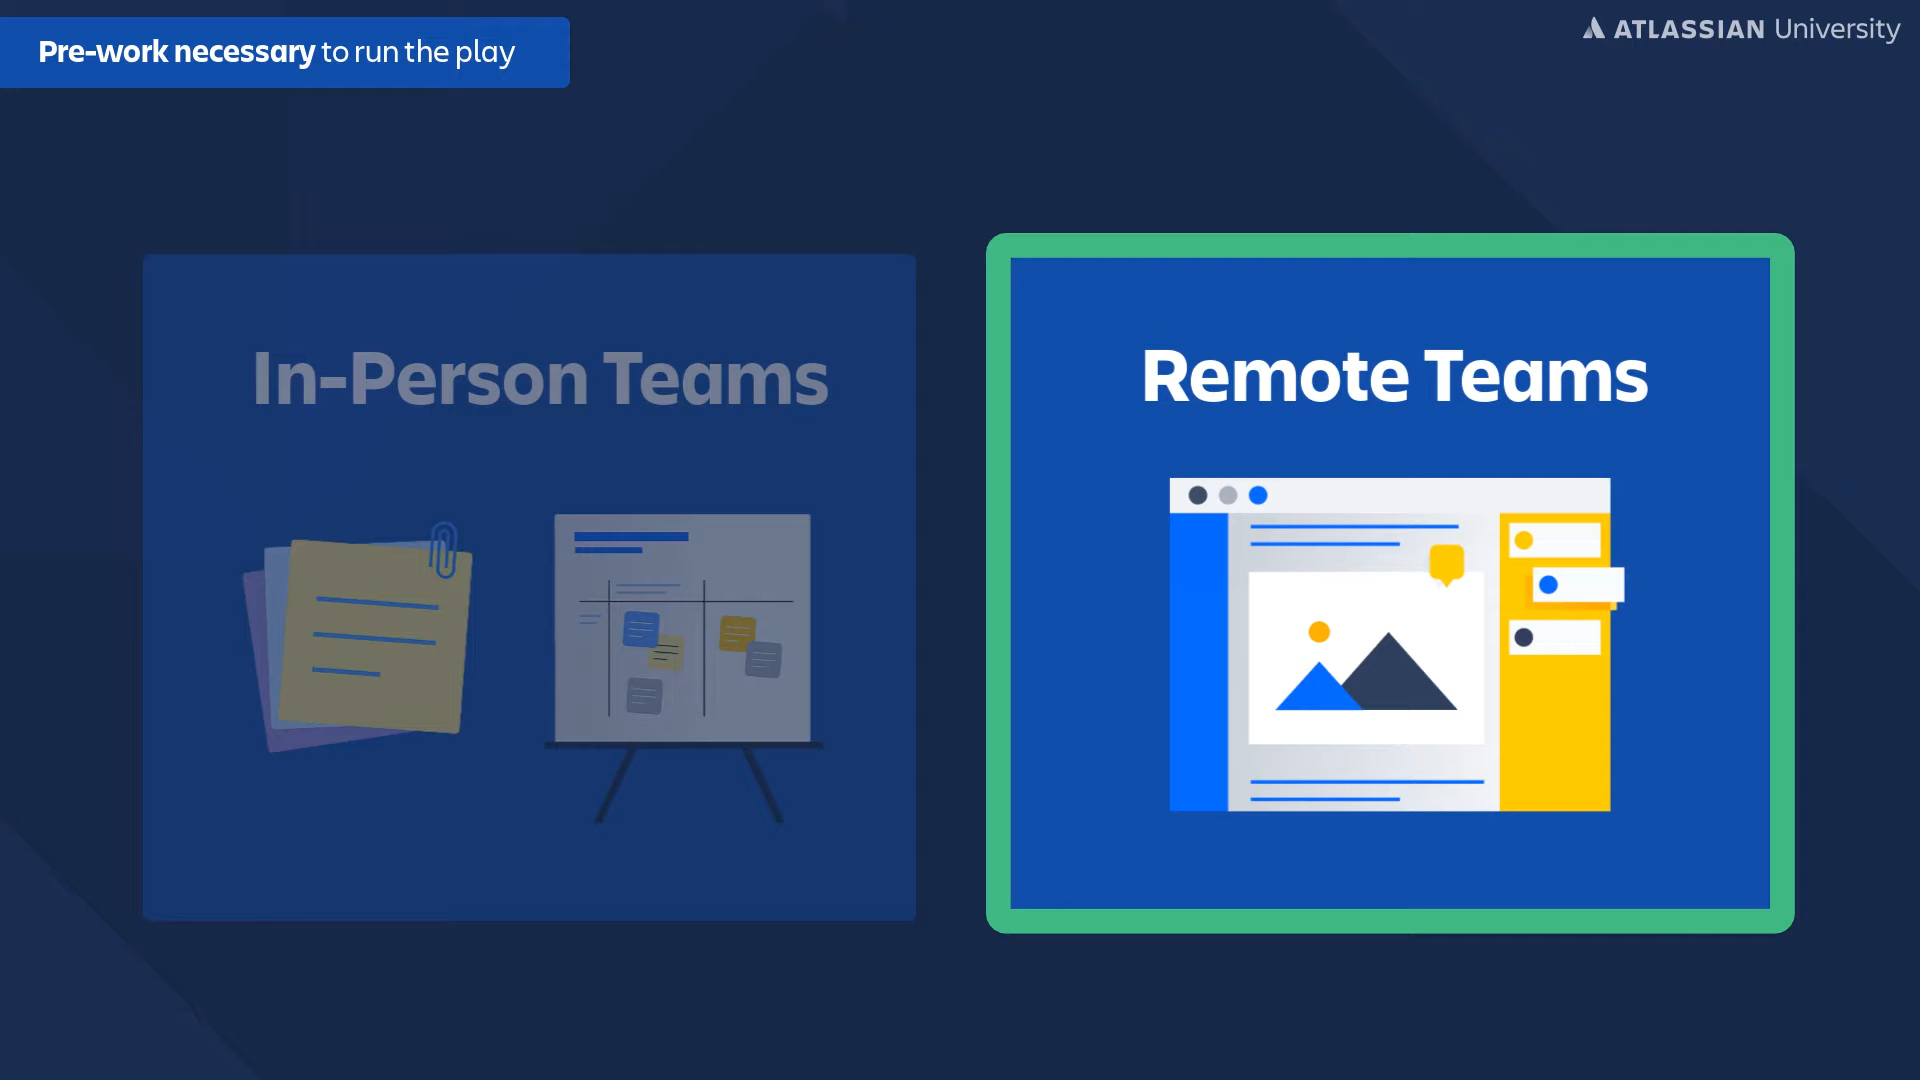 Pre-work necessary to run the play
ATLASSIAN University
In-Person Teams
Remote Teams